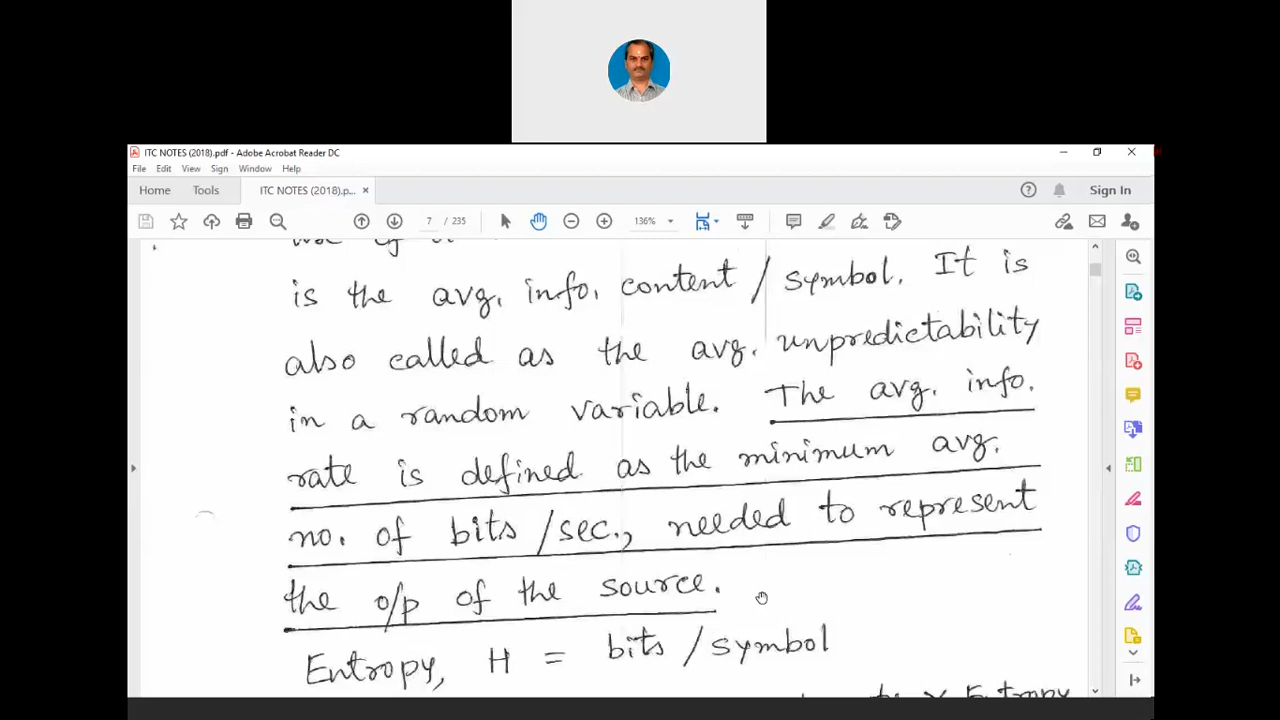 ITC NOTES (2018).pdf - Adobe Acrobat Reader DC
File Edit View Sign Window Help
Home Tools ITC NOTES (2018).p... × Sign In
7 / 235 136%
is the avg. info. content / symbol. It is
also called as the avg. unpredictability
in a random variable. The avg. info.
rate is defined as the minimum avg.
no. of bits /sec., needed to represent
the o/p of the source.
Entropy, H = bits / symbol
× Entropy